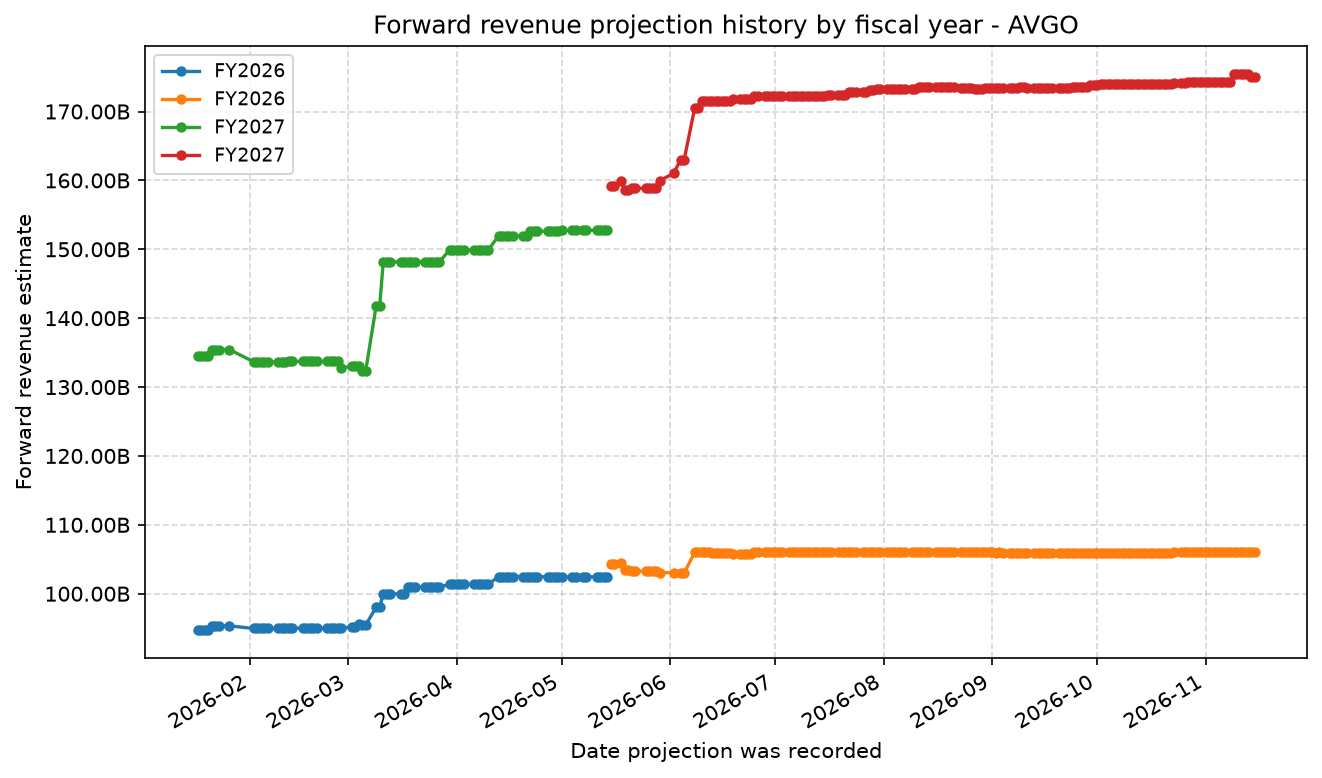 Forward revenue projection history by fiscal year - AVGO
FY2026
FY2026
FY2027
FY2027
170.00B
160.00B
150.00B
140.00B
130.00B
120.00B
110.00B
100.00B
Forward revenue estimate
2026-02
2026-03
2026-04
2026-05
2026-06
2026-07
2026-08
2026-09
2026-10
2026-11
Date projection was recorded